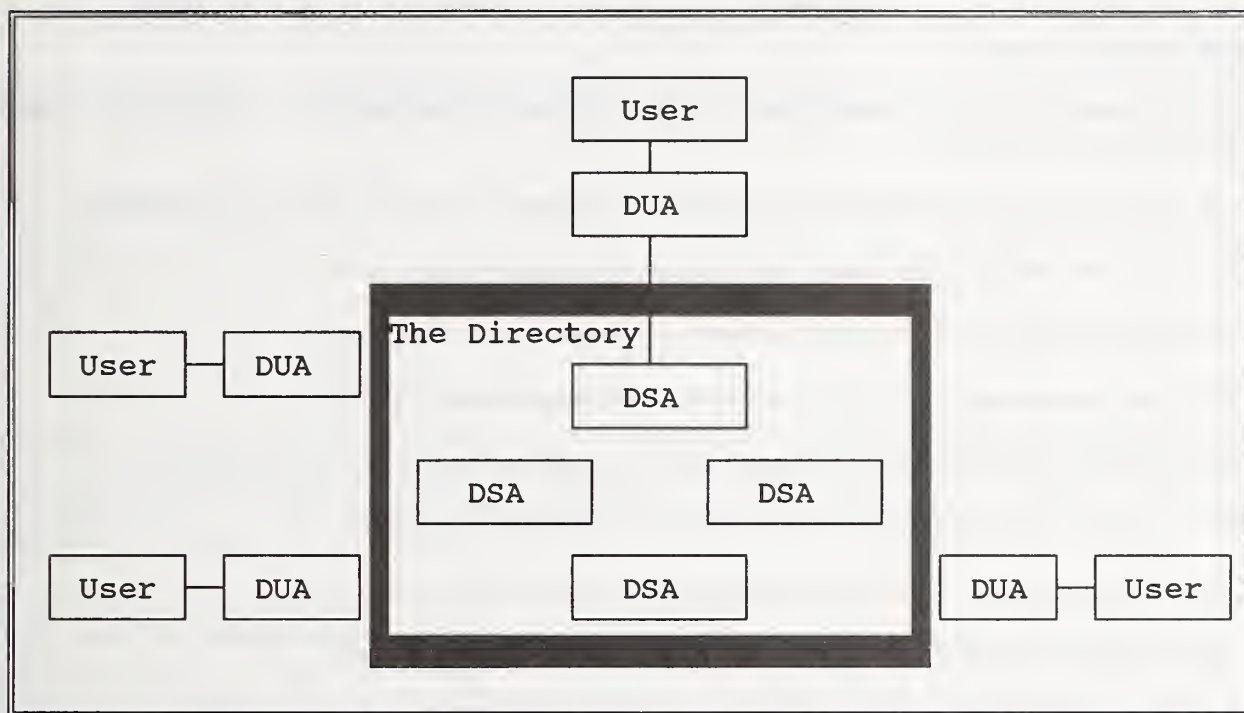 User
DUA
The Directory
User DUA
DSA
DSA DSA
User DUA DSA DUA User